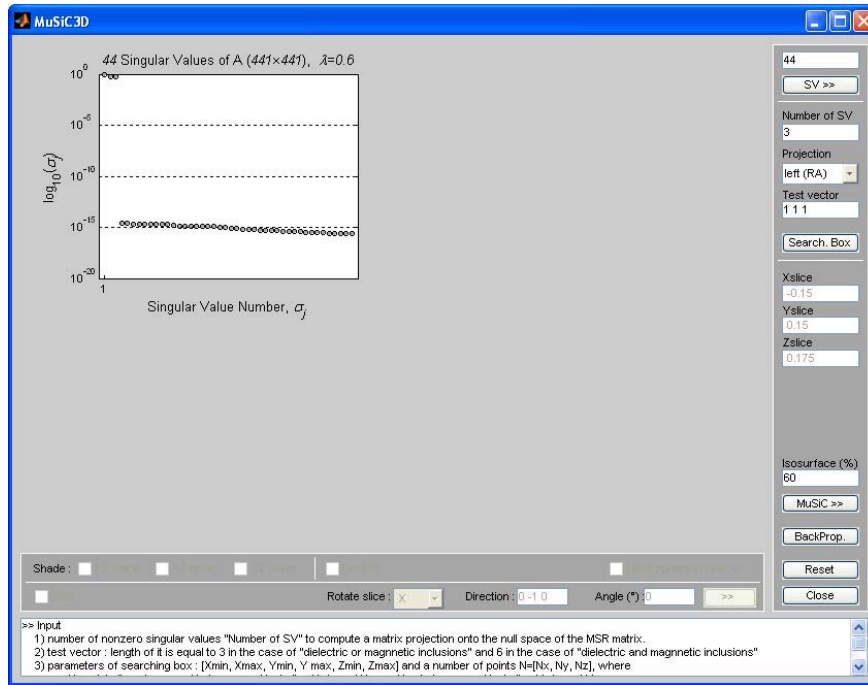 MuSiC3D
44 Singular Values of A (441×441), λ=0.6
10^0
10^-5
10^-10
10^-15
10^-20
log10(σj)
1
Singular Value Number, σj
44
SV >>
Number of SV
3
Projection
left (RA)
Test vector
1 1 1
Search. Box
Xslice
-0.15
Yslice
0.15
Zslice
0.175
Isosurface (%)
60
MuSiC >>
BackProp.
Reset
Close
Shade :
Rotate slice : X Direction : 0 -1 0 Angle (°): 0 >>
>> Input
1) number of nonzero singular values "Number of SV" to compute a matrix projection onto the null space of the MSR matrix.
2) test vector : length of it is equal to 3 in the case of "dielectric or magnnetic inclusions" and 6 in the case of "dielectric and magnnetic inclusions"
3) parameters of searching box : [Xmin, Xmax, Ymin, Y max, Zmin, Zmax] and a number of points N=[Nx, Ny, Nz], where